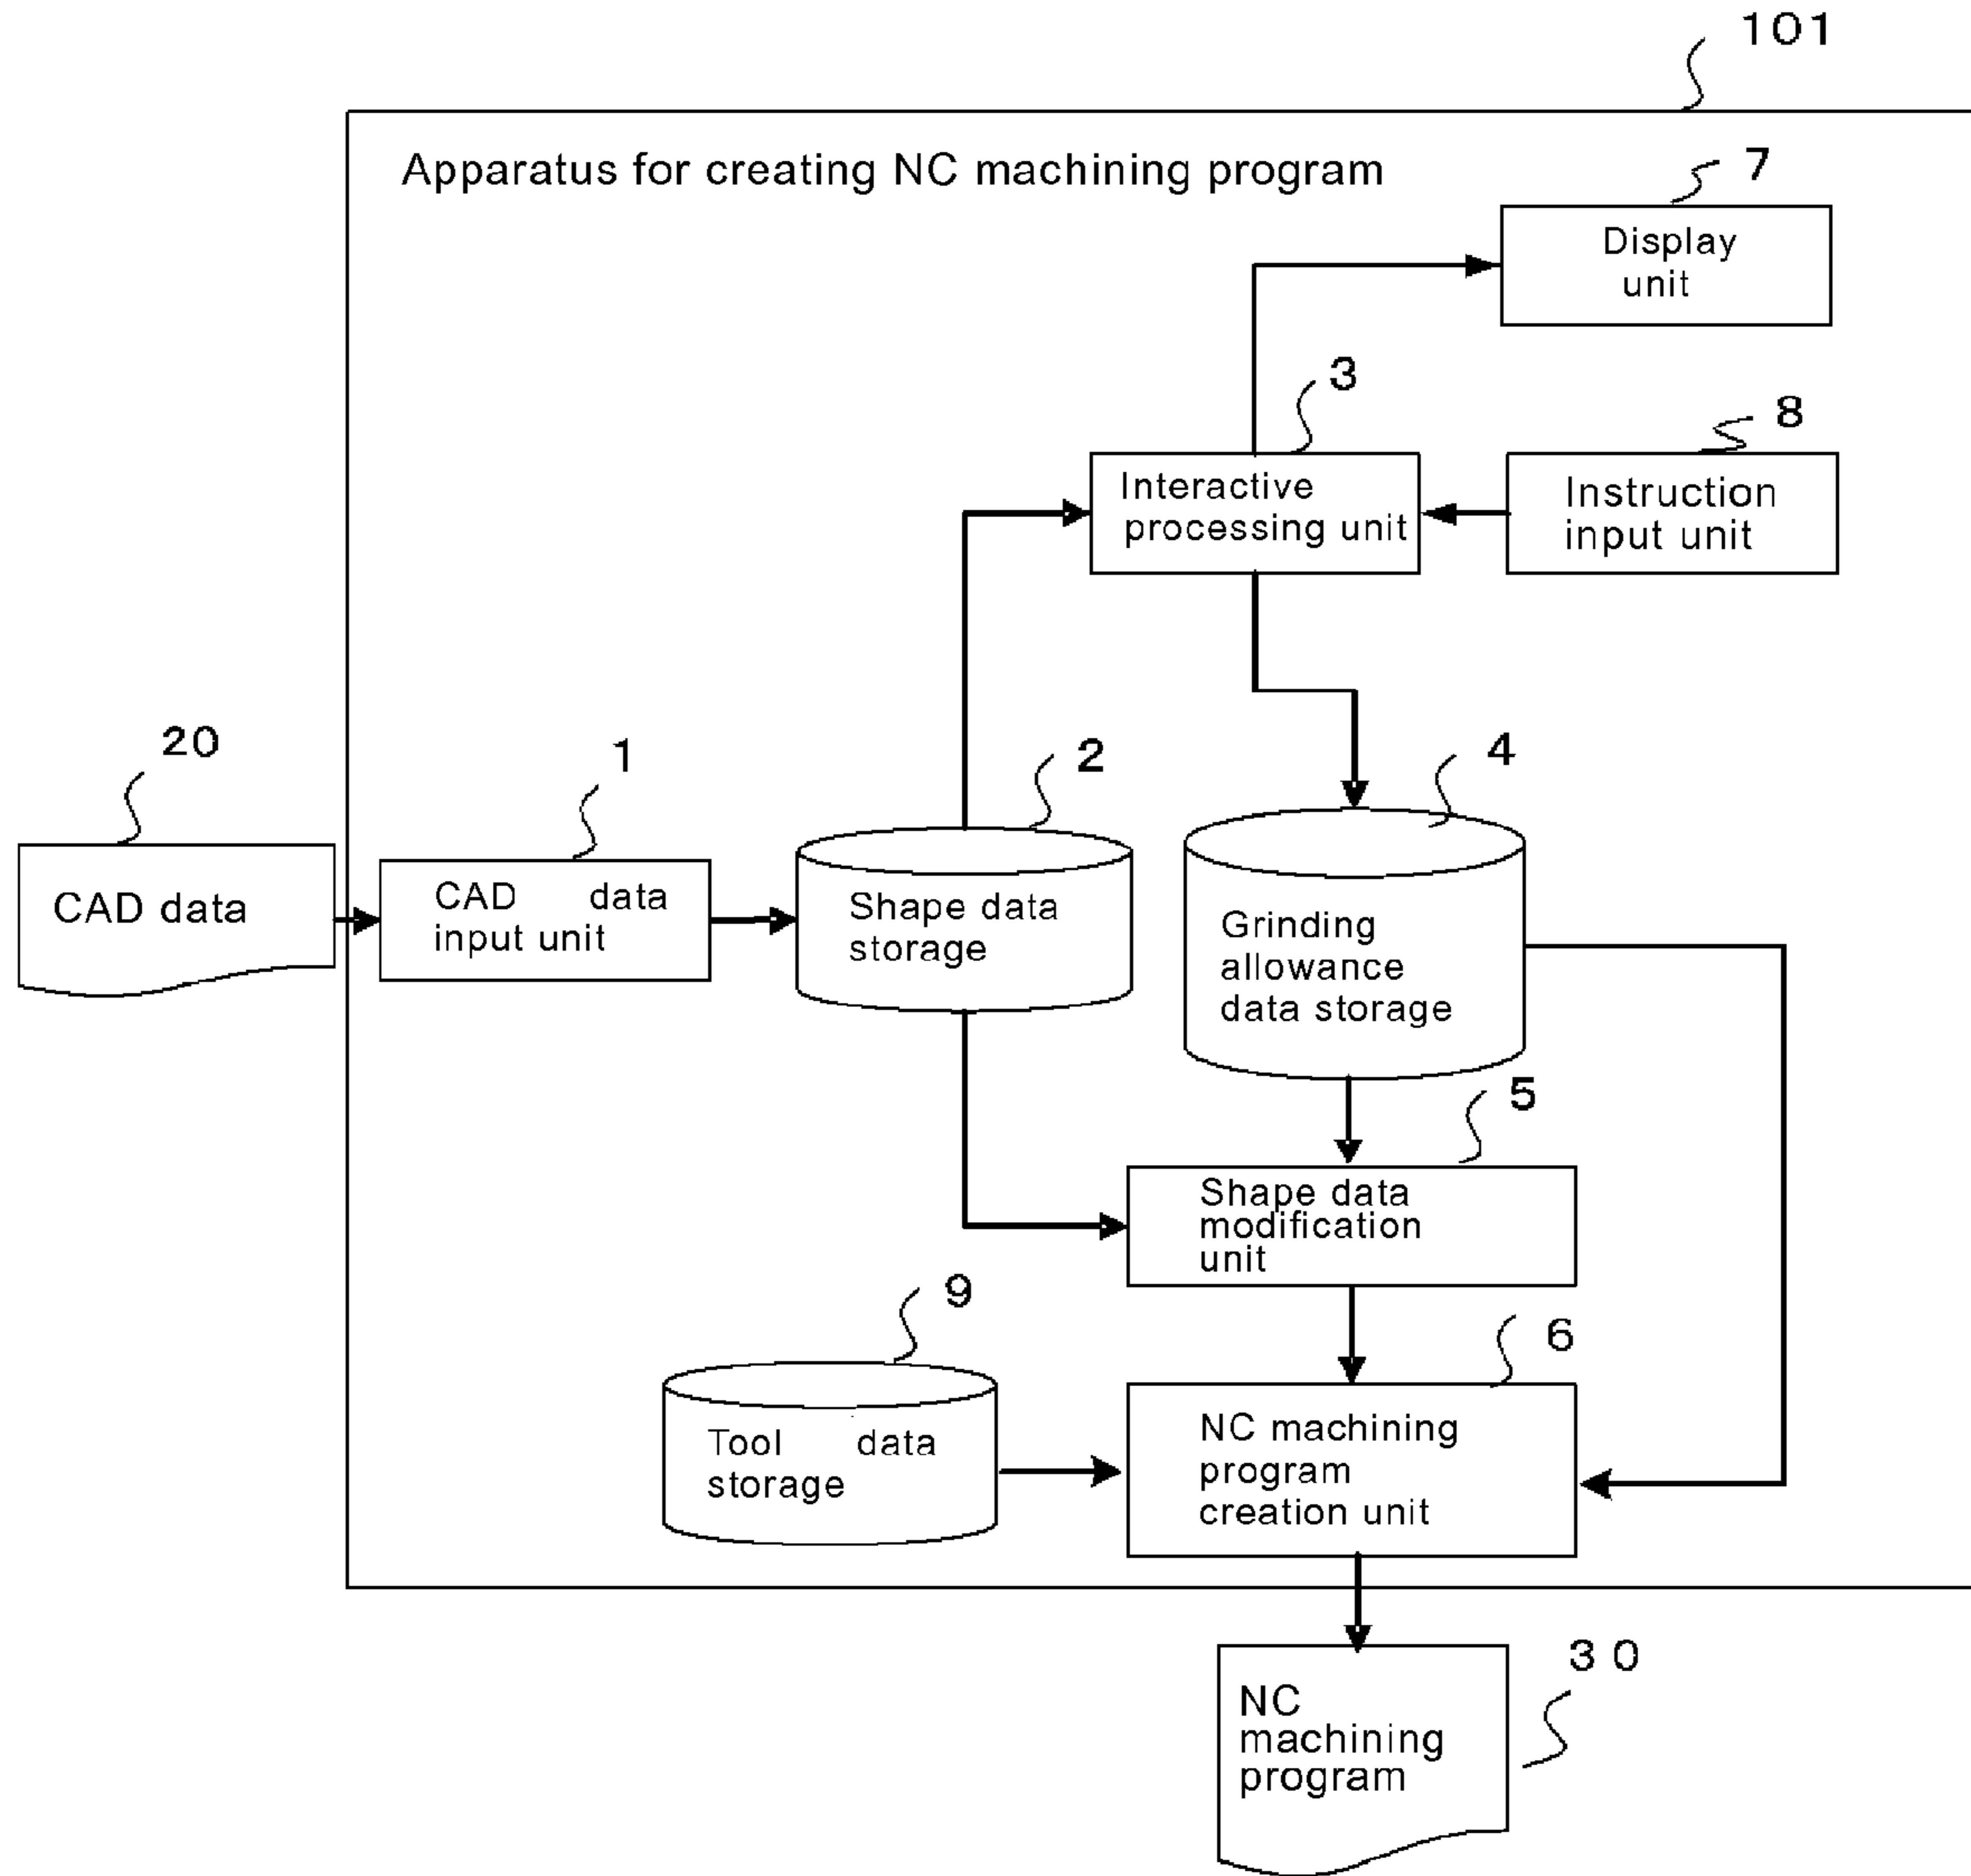 101
Apparatus for creating NC machining program
7
Display
unit
3
8
Interactive
processing unit
Instruction
input unit
20
1
2
4
CAD data
CAD data
input unit
Shape data
storage
Grinding
allowance
data storage
5
Shape data
modification
unit
9
6
Tool data
storage
NC machining
program
creation unit
30
NC
machining
program